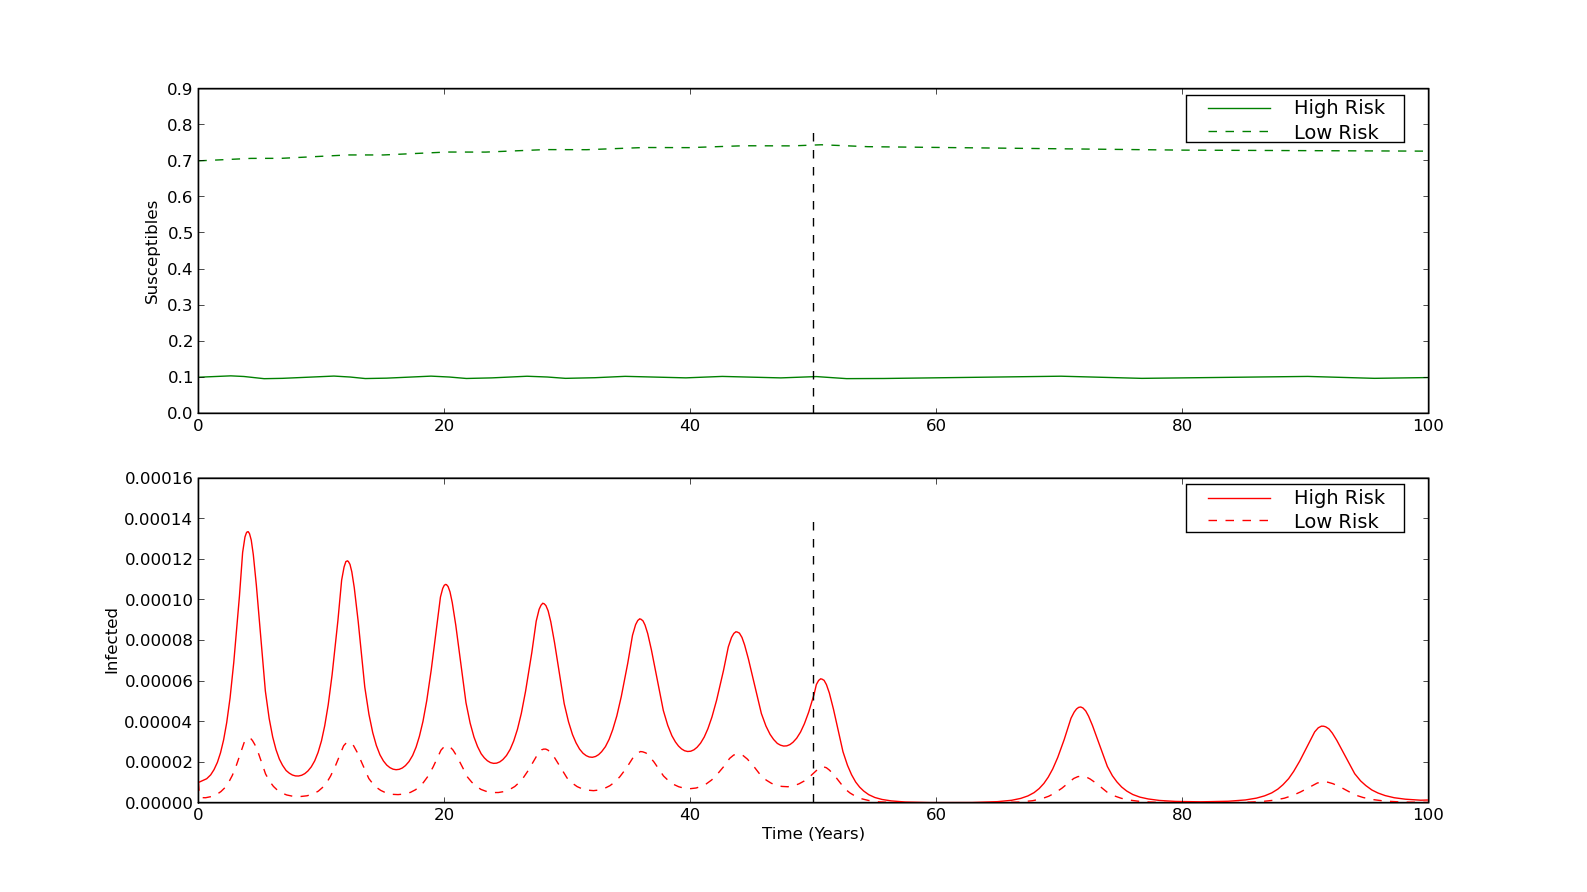 0.9
0.8
0.7
0.6
0.5
0.4
0.3
0.2
0.1
0.0
Susceptibles
High Risk
Low Risk
0 20 40 60 80 100
0.00016
0.00014
0.00012
0.00010
0.00008
0.00006
0.00004
0.00002
0.00000
Infected
High Risk
Low Risk
0 20 40 60 80 100
Time (Years)